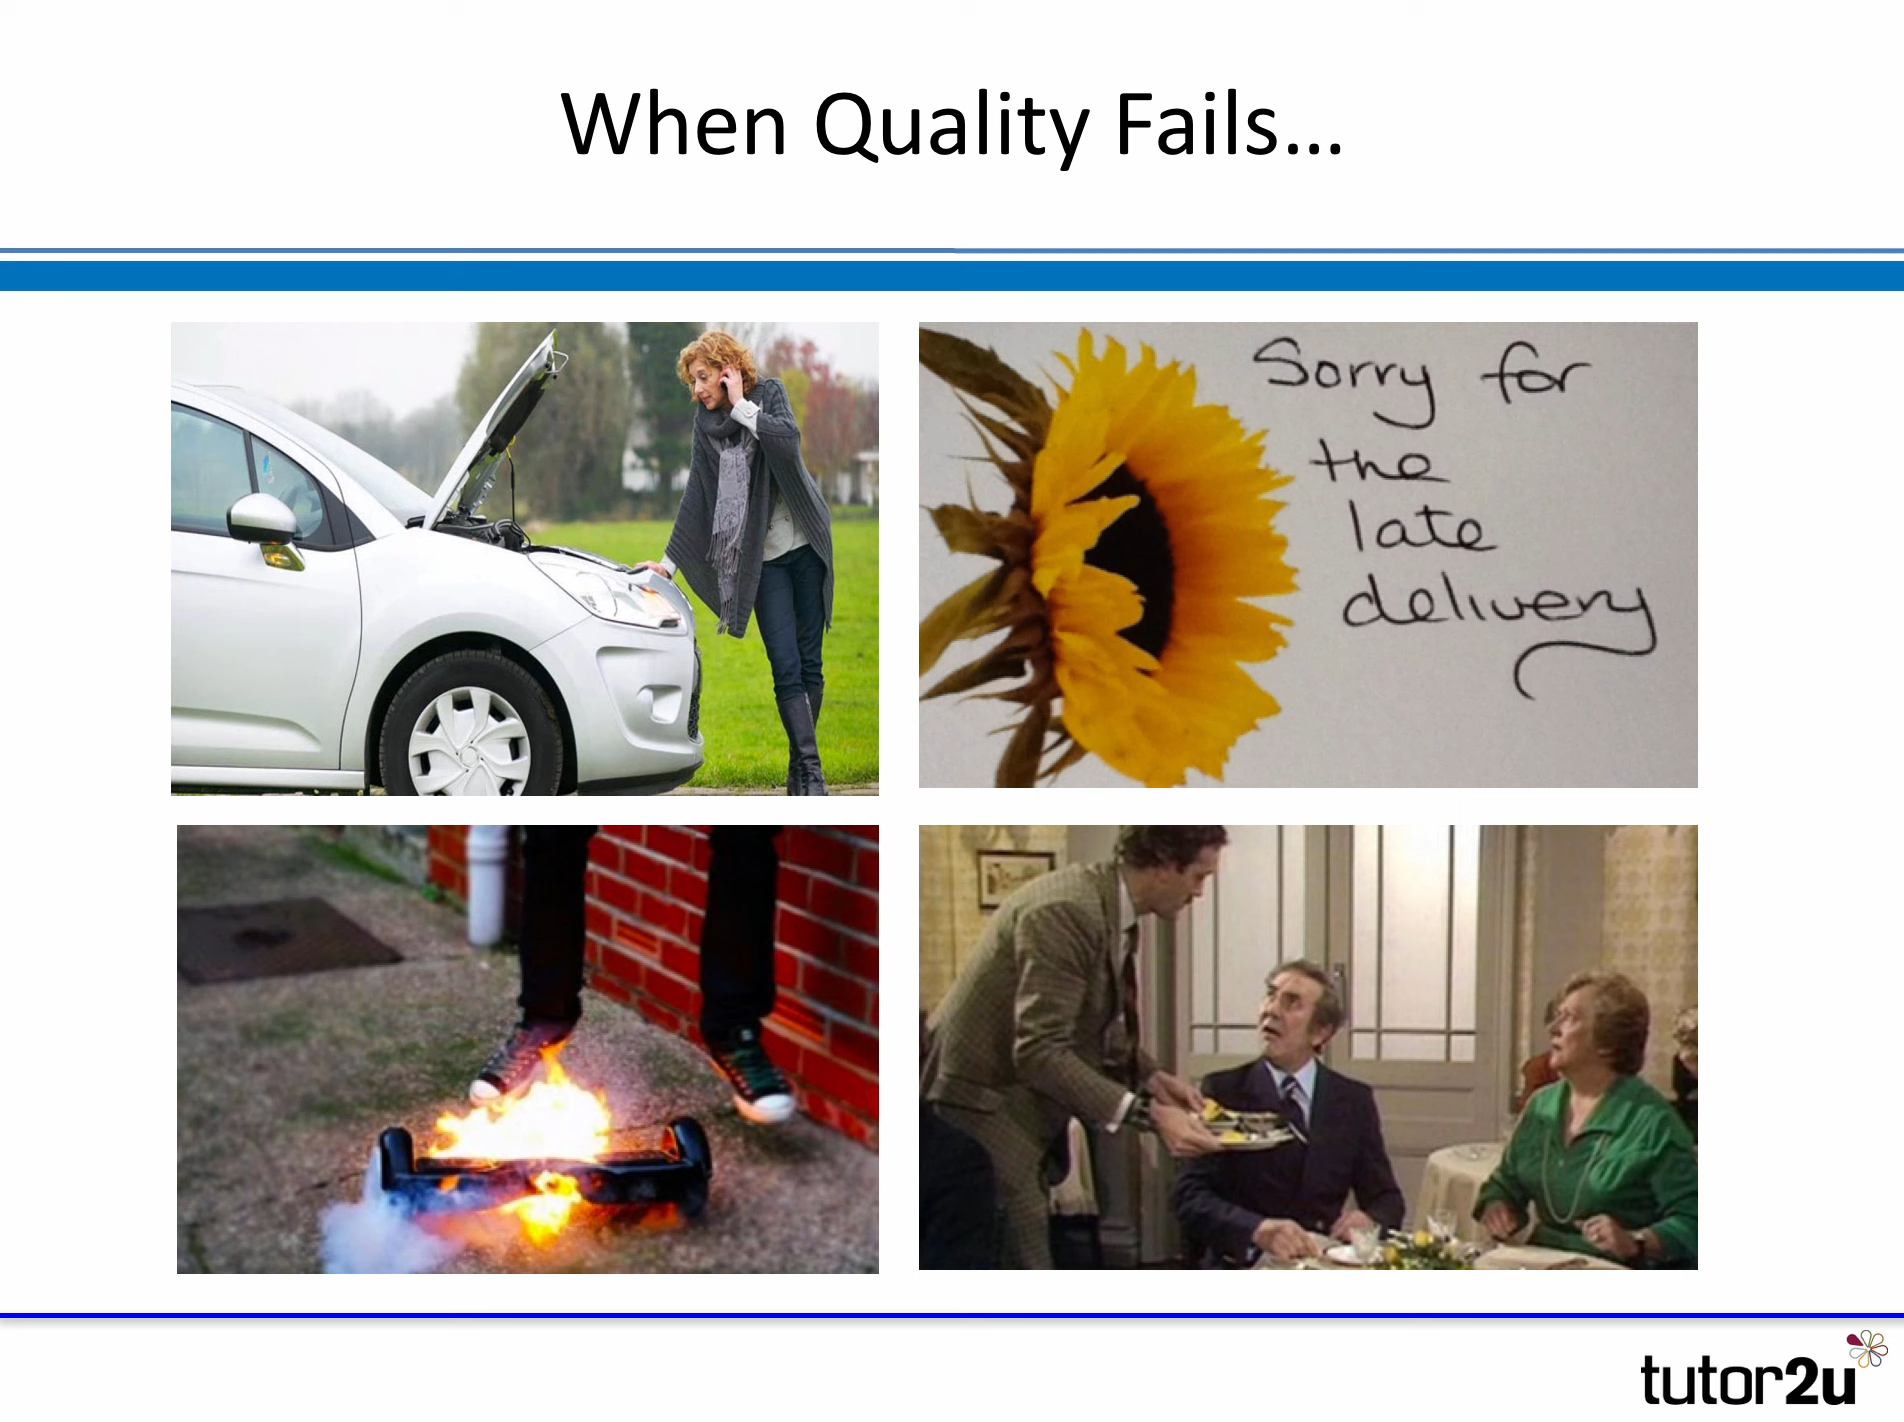 When Quality Fails...
Sorry for
the
late
delivery
tutor2u